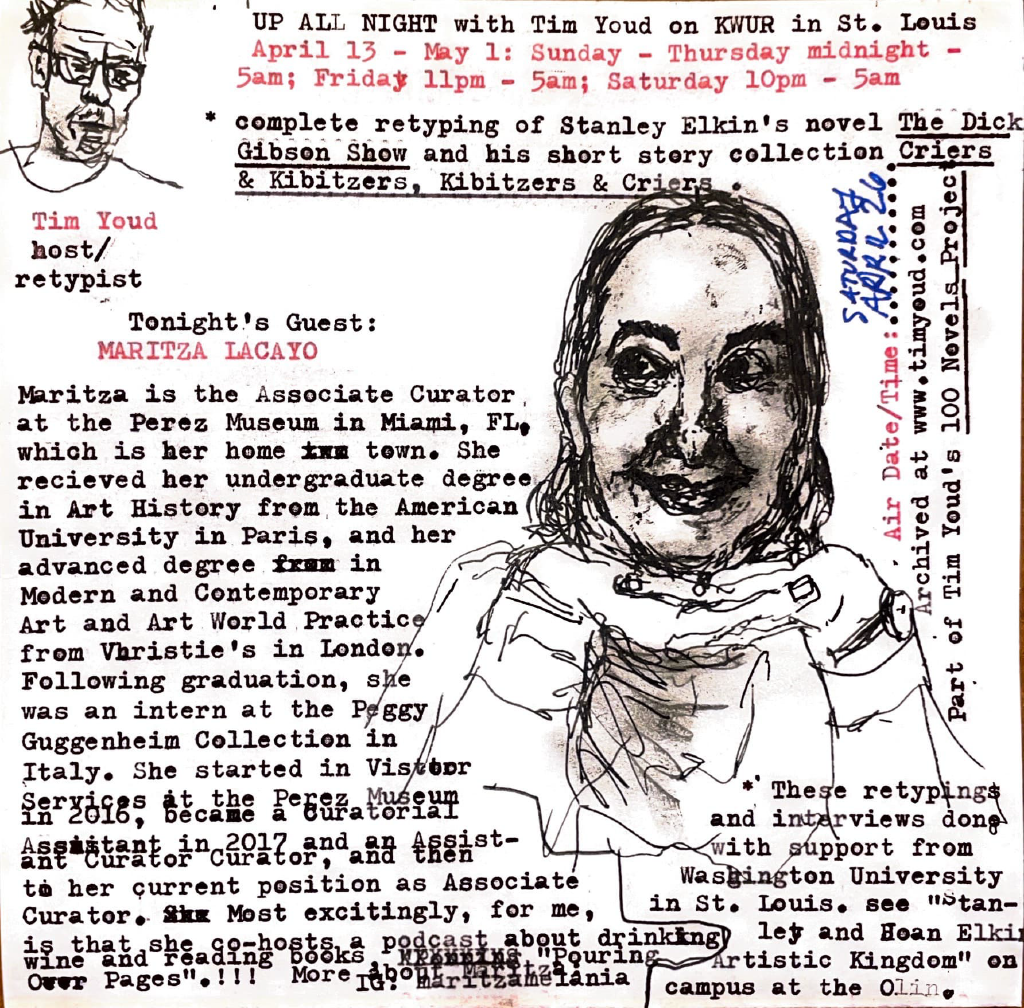 UP ALL NIGHT with Tim Youd on KWUR in St. Louis
April 13 - May 1: Sunday - Thursday midnight -
5am; Friday 11pm - 5am; Saturday 10pm - 5am
* complete retyping of Stanley Elkin's novel The Dick
Gibson Show and his short story collection Criers
& Kibitzers, Kibitzers & Criers .
Tim Youd
host/
retypist
Tonight's Guest:
MARITZA LACAYO
Maritza is the Associate Curator
at the Perez Museum in Miami, FL,
which is her home town. She
recieved her undergraduate degree
in Art History from the American
University in Paris, and her
advanced degree in
Modern and Contemporary
Art and Art World Practice
from Vhristie's in London.
Following graduation, she
was an intern at the Peggy
Guggenheim Collection in
Italy. She started in Visitor
Services at the Perez Museum
in 2016, became a Curatorial
Assistant in 2017 and an Assist-
ant Curator Curator, and then
to her current position as Associate
Curator. Most excitingly, for me,
is that she co-hosts a podcast about drinking
wine and reading books, "Pouring
Over Pages".!!! More about Maritza
IG: maritzamelania
SATURDAY
APRIL 26
Air Date/Time:..........
Archived at www.timyoud.com
Part of Tim Youd's 100 Novels Project
* These retypings
and interviews done
with support from
Washington University
in St. Louis. see "Stan-
ley and Joan Elkin
Artistic Kingdom" on
campus at the Olin.